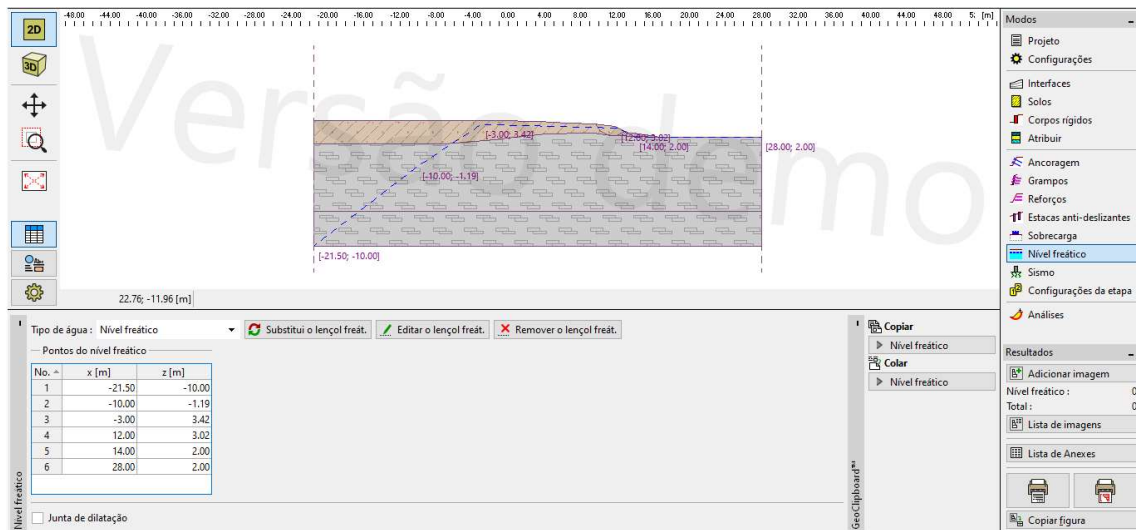 -48.00 -44.00 -40.00 -36.00 -32.00 -28.00 -24.00 -20.00 -16.00 -12.00 -8.00 -4.00 0.00 4.00 8.00 12.00 16.00 20.00 24.00 28.00 32.00 36.00 40.00 44.00 48.00 5: [m]
2D
3D
Versão demo
[-3.00; 3.42]
[12.00; 3.02]
[14.00; 2.00]
[28.00; 2.00]
[-10.00; -1.19]
[-21.50; -10.00]
22.76; -11.96 [m]
Modos
Projeto
Configurações
Interfaces
Solos
Corpos rígidos
Atribuir
Ancoragem
Grampos
Reforços
Estacas anti-deslizantes
Sobrecarga
Nível freático
Sismo
Configurações da etapa
Análises
Nível freático
Tipo de água : Nível freático
Substitui o lençol freát.
Editar o lençol freát.
Remover o lençol freát.
Pontos do nível freático
No. x [m] z [m]
1 -21.50 -10.00
2 -10.00 -1.19
3 -3.00 3.42
4 12.00 3.02
5 14.00 2.00
6 28.00 2.00
Junta de dilatação
GeoClipboard™
Copiar
Nível freático
Colar
Nível freático
Resultados
Adicionar imagem
Nível freático : 0
Total : 0
Lista de imagens
Lista de Anexes
Copiar figura